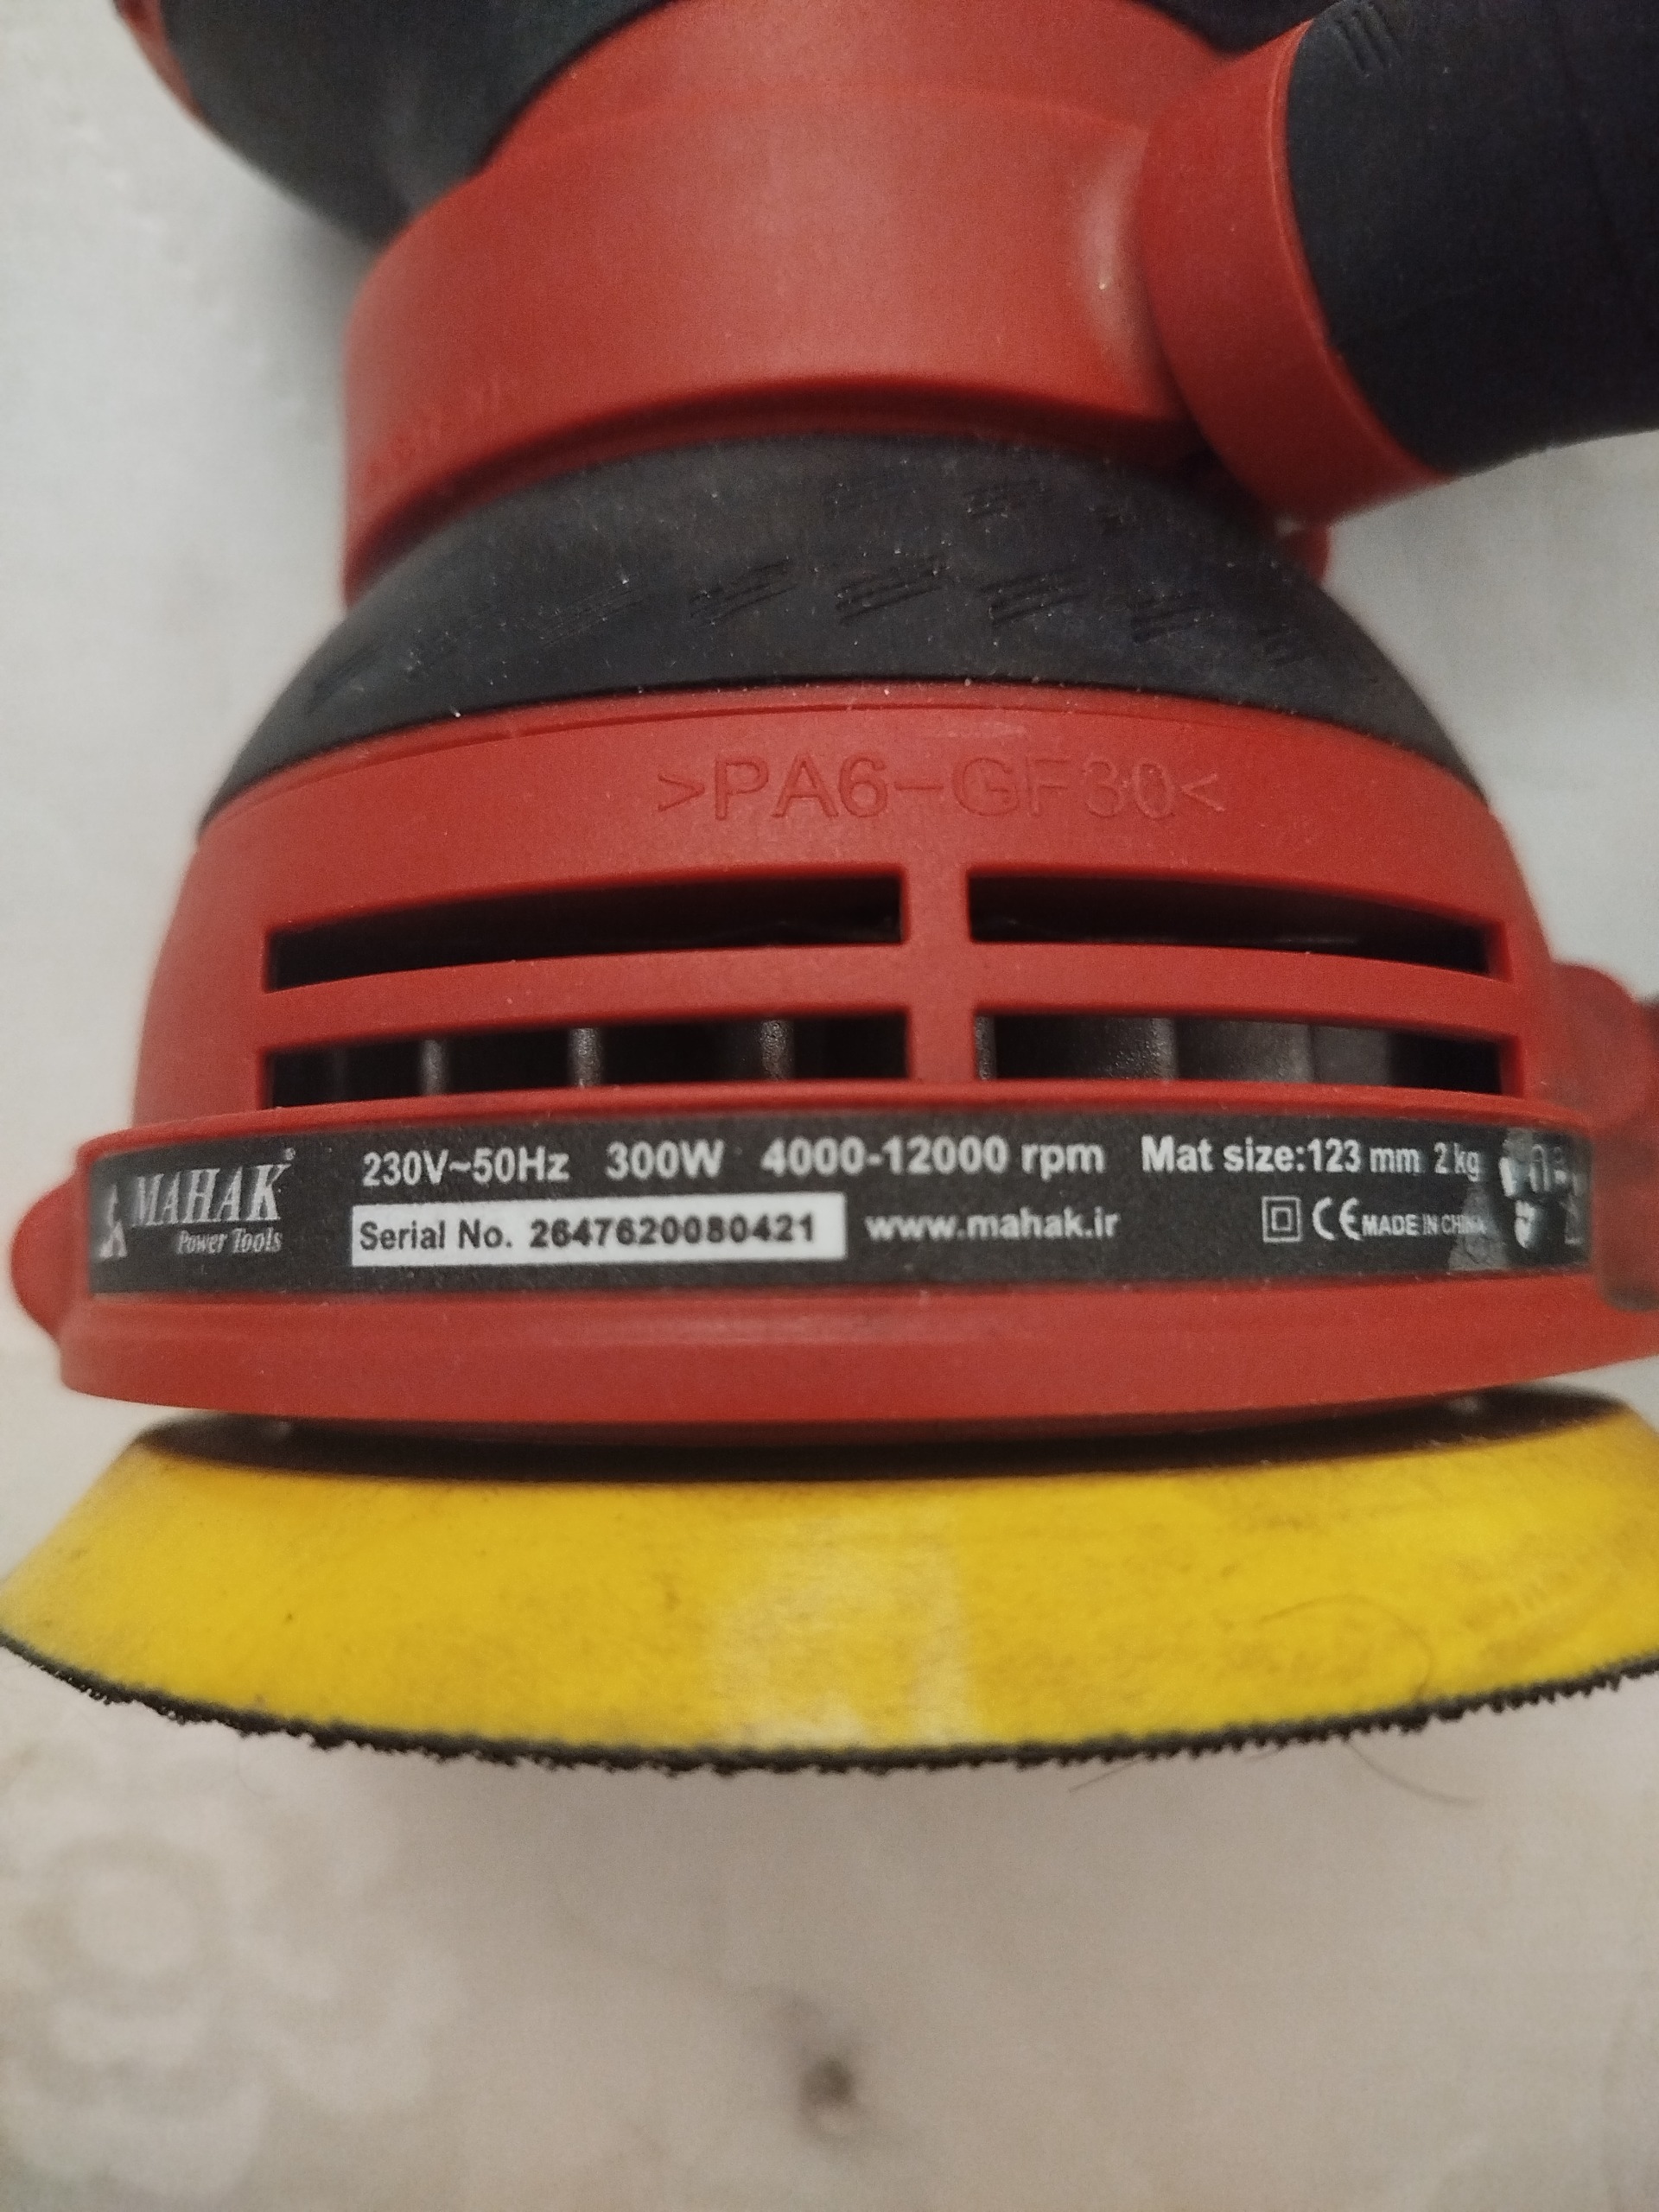 >PA6-GF30<
MAHAK®
Power Tools
230V~50Hz 300W 4000-12000 rpm Mat size:123 mm 2 kg
Serial No. 2647620080421 www.mahak.ir CE MADE IN CHINA